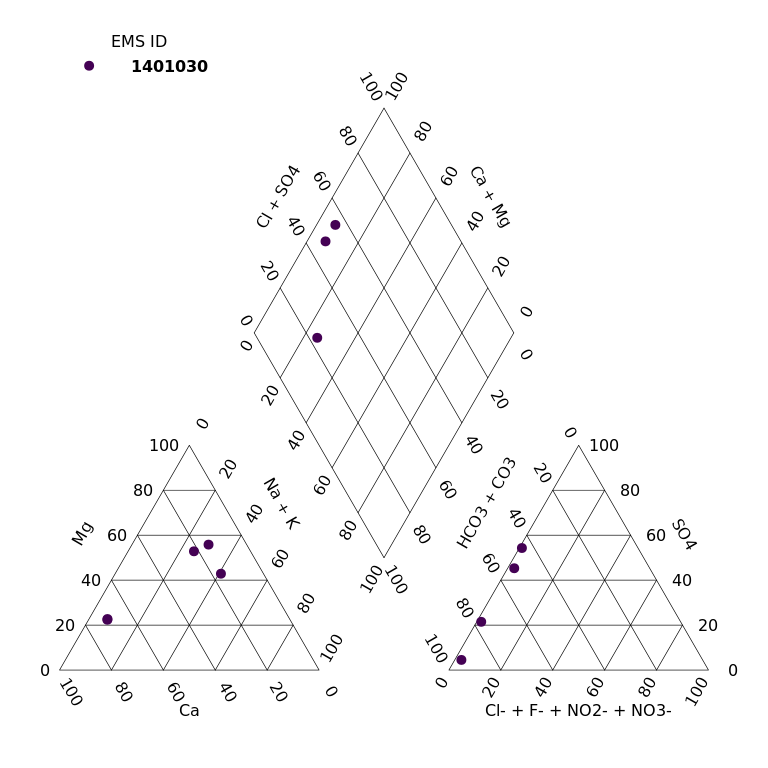 EMS ID
1401030
100 100
80 80
Cl + SO4 60 60 Ca + Mg
40 40
20 20
0 0
0 0
20 20
40 40
60 60
80 80
100 100
100 0
80 20
Mg 60 40 Na + K
40 60
20 80
0 100
100 80 60 40 20 0
Ca
0 100
20 80
HCO3 + CO3 40 60 SO4
60 40
80 20
100 0
0 20 40 60 80 100
Cl- + F- + NO2- + NO3-